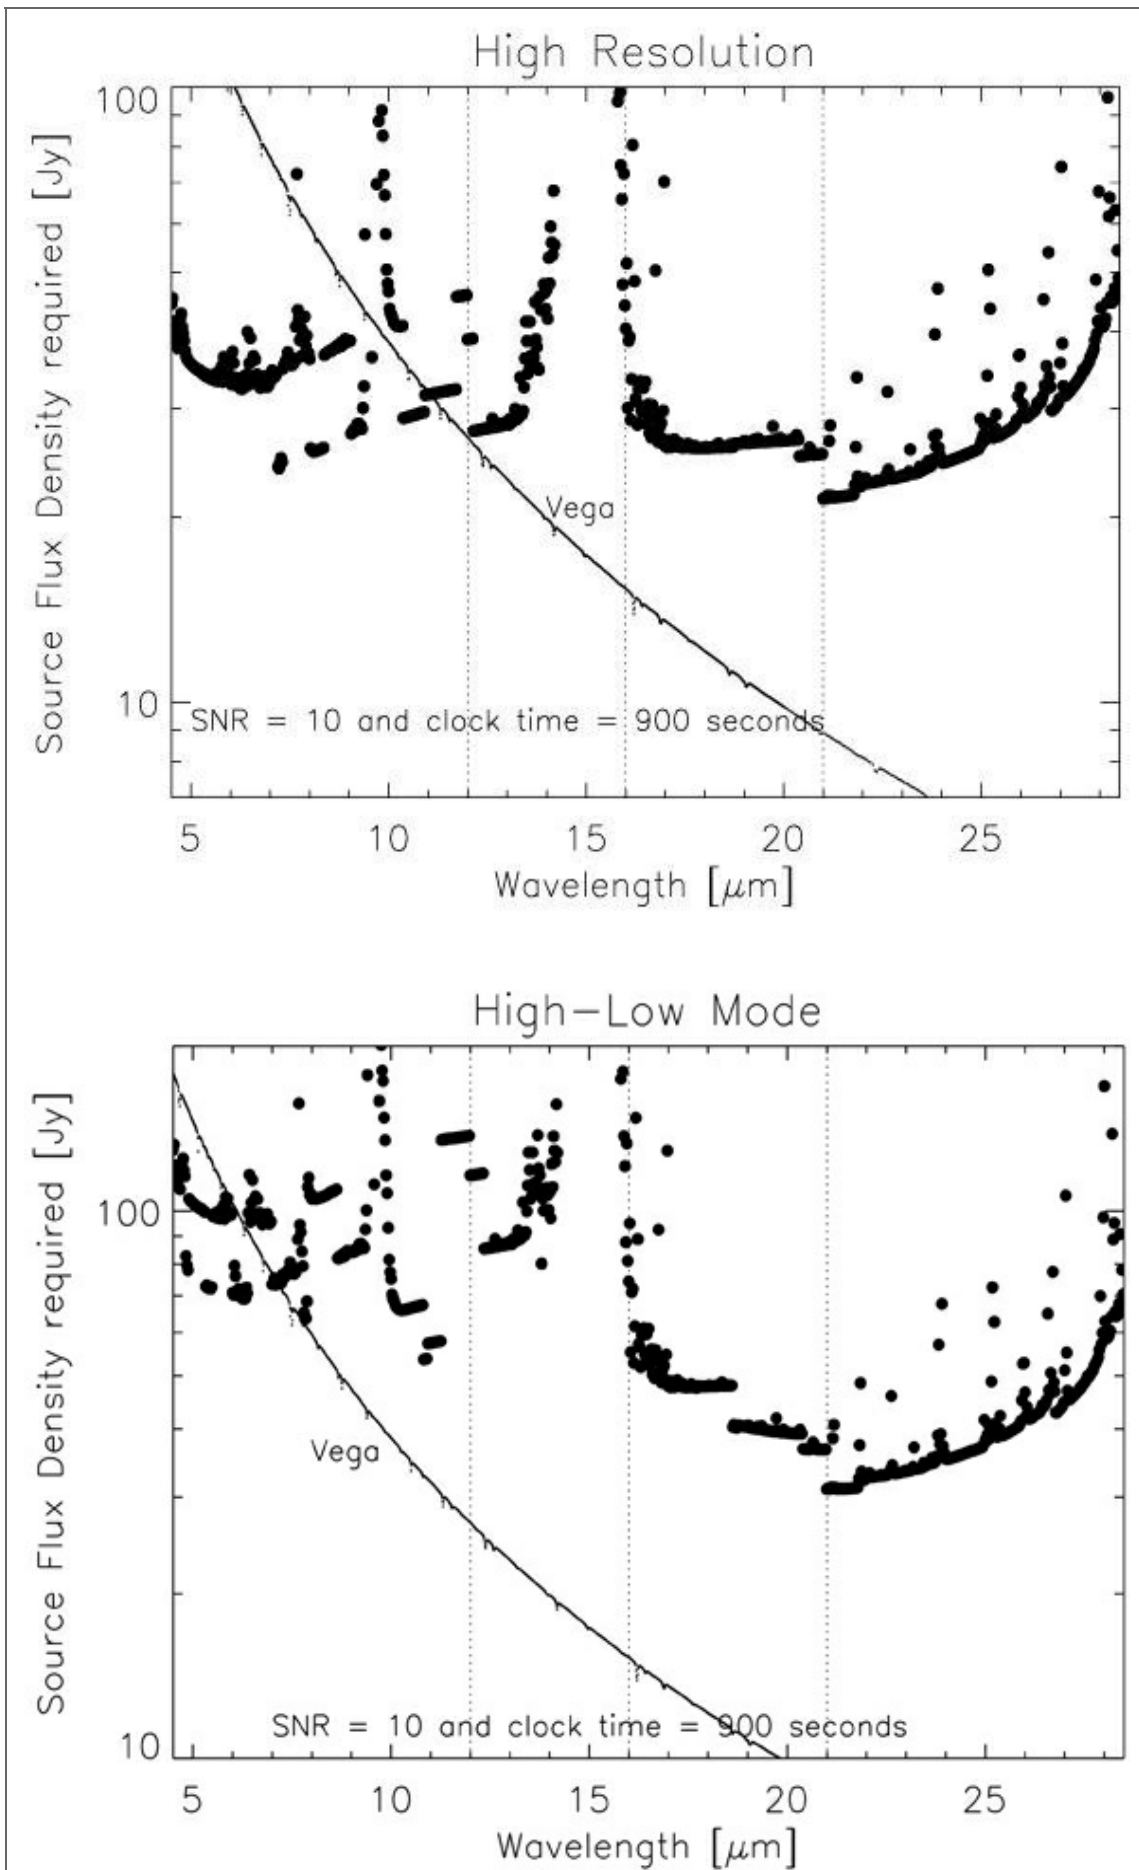 High Resolution
100
10
Source Flux Density required [Jy]
Vega
SNR = 10 and clock time = 900 seconds
5 10 15 20 25
Wavelength [μm]
High-Low Mode
100
10
Source Flux Density required [Jy]
Vega
SNR = 10 and clock time = 900 seconds
5 10 15 20 25
Wavelength [μm]